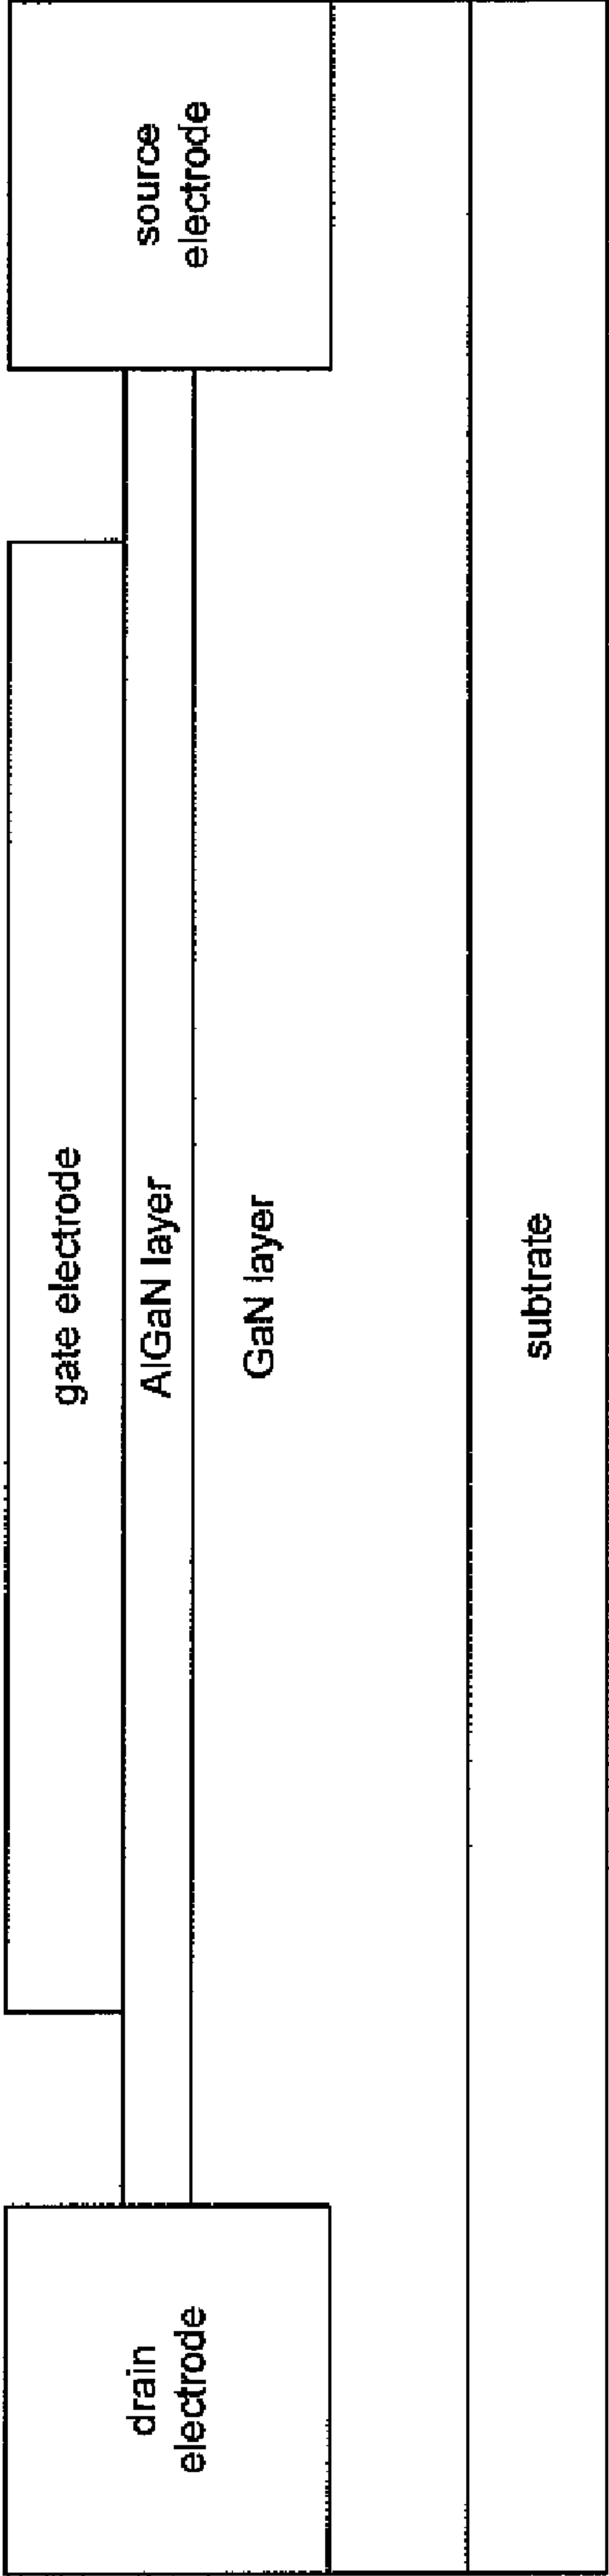 drain
electrode
gate electrode
AlGaN layer
GaN layer
subtrate
source
electrode